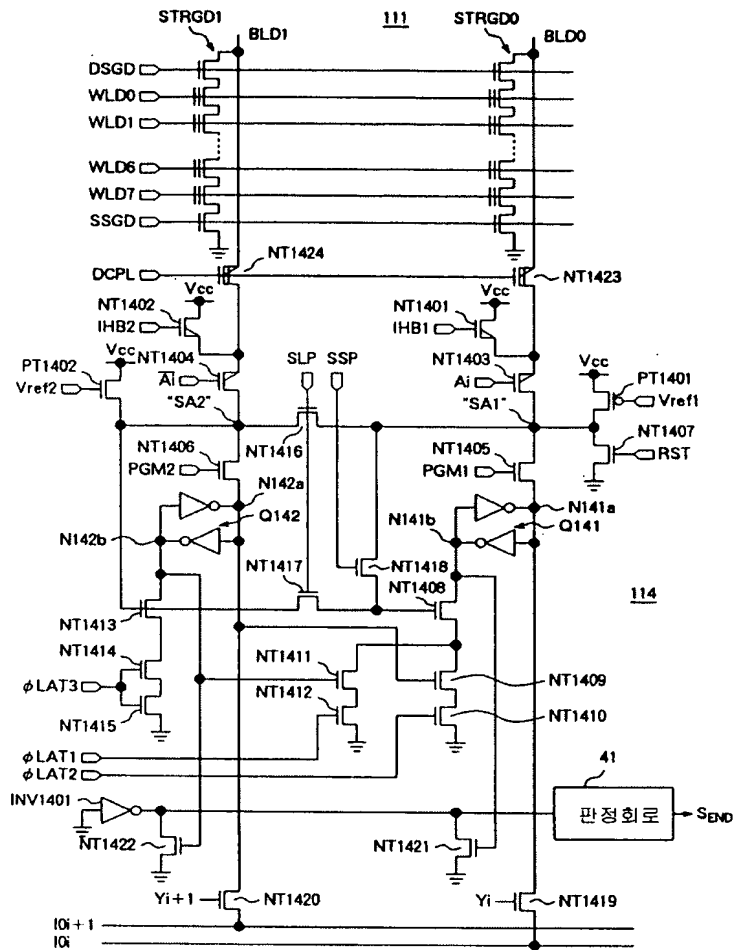 STRGD1 111 STRGD0
BLD1 BLD0
DSGD
WLD0
WLD1
WLD6
WLD7
SSGD
NT1424
DCPL NT1423
Vcc Vcc
NT1402 NT1401
IHB2 IHB1
Vcc NT1404 SLP SSP NT1403 Vcc
PT1402 Ai Ai PT1401
Vref2 "SA2" "SA1" Vref1
NT1406 NT1416 NT1405 NT1407
PGM2 PGM1 RST
N142a N141a
Q142 N141b Q141
N142b
NT1417 NT1418
NT1408 114
NT1413
NT1414 NT1411 NT1409
φLAT3 NT1412
NT1415 NT1410
φLAT1
φLAT2 41
INV1401 판정회로 SEND
NT1422 NT1421
Yi+1 NT1420 Yi NT1419
IOi+1
IOi